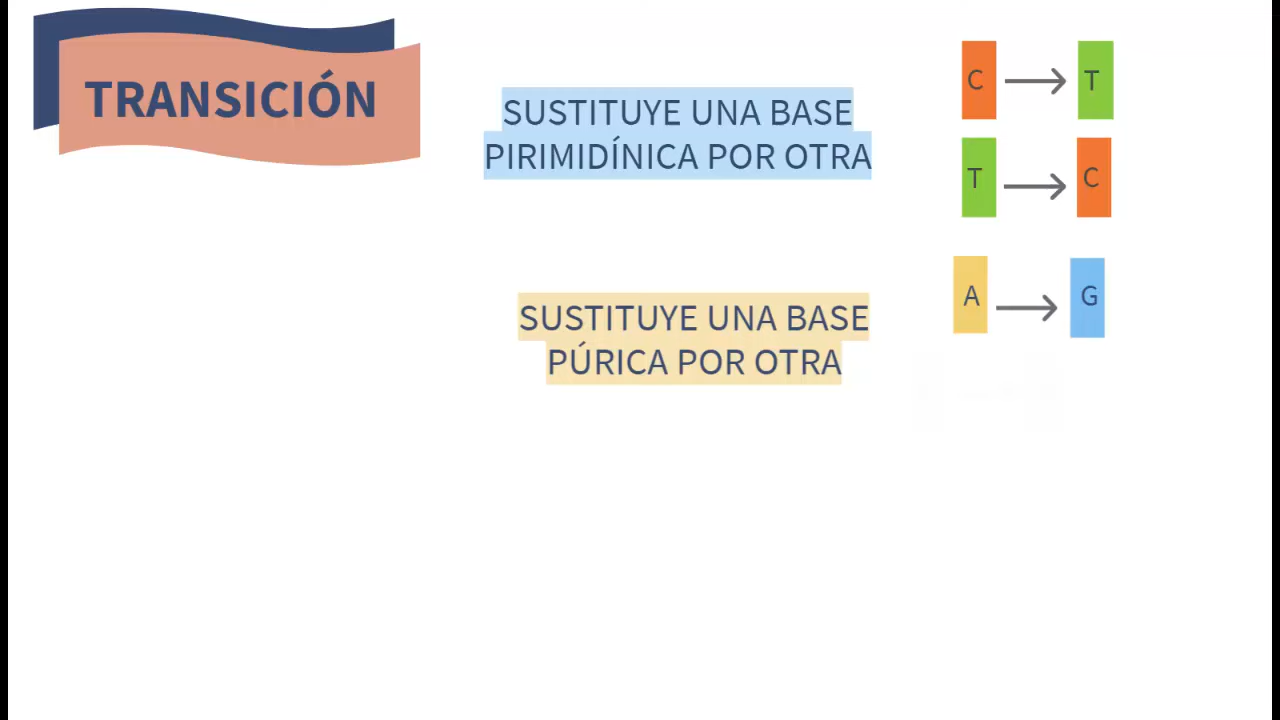 TRANSICIÓN
SUSTITUYE UNA BASE
PIRIMIDÍNICA POR OTRA
C → T
T → C
SUSTITUYE UNA BASE
PÚRICA POR OTRA
A → G